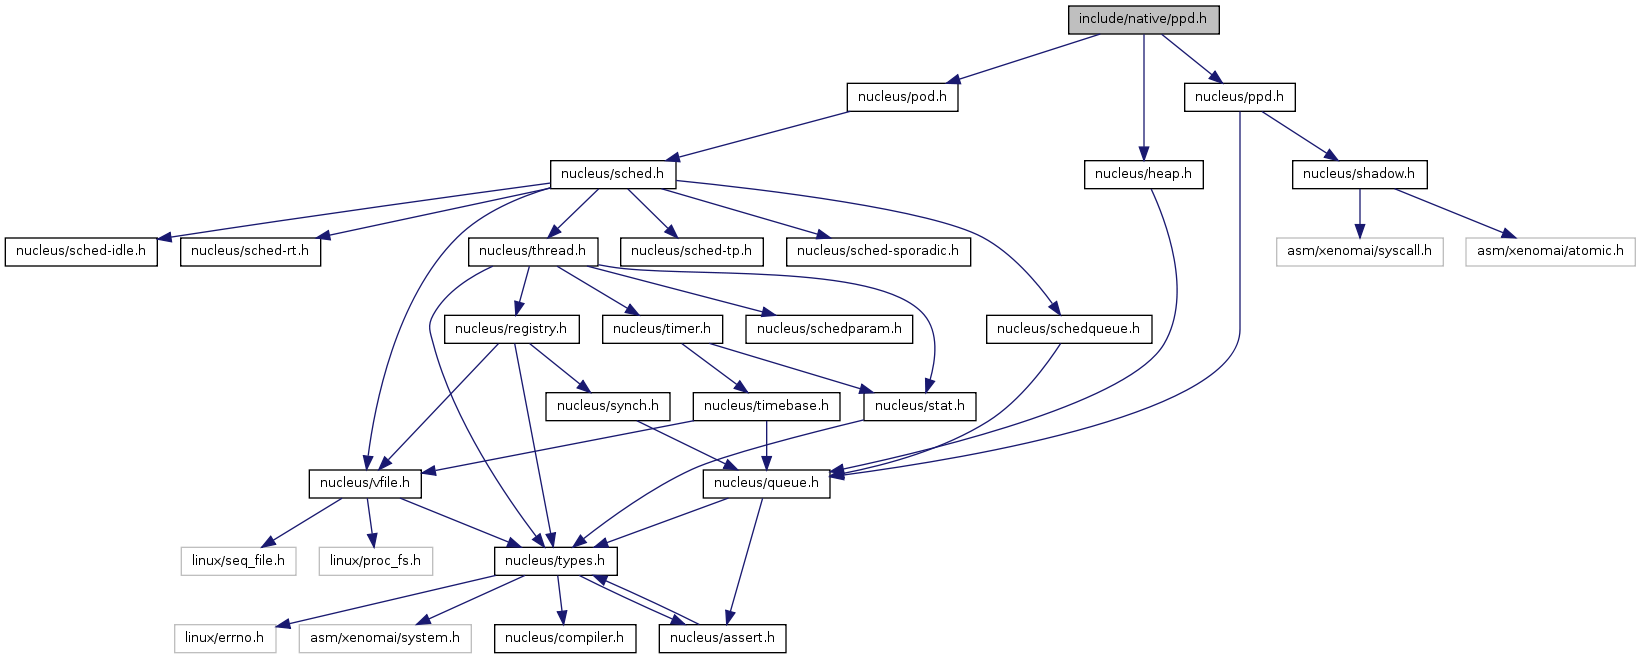 include/native/ppd.h
nucleus/pod.h
nucleus/ppd.h
nucleus/sched.h
nucleus/heap.h
nucleus/shadow.h
nucleus/sched-idle.h
nucleus/sched-rt.h
nucleus/thread.h
nucleus/sched-tp.h
nucleus/sched-sporadic.h
asm/xenomai/syscall.h
asm/xenomai/atomic.h
nucleus/registry.h
nucleus/timer.h
nucleus/schedparam.h
nucleus/schedqueue.h
nucleus/synch.h
nucleus/timebase.h
nucleus/stat.h
nucleus/vfile.h
nucleus/queue.h
linux/seq_file.h
linux/proc_fs.h
nucleus/types.h
linux/errno.h
asm/xenomai/system.h
nucleus/compiler.h
nucleus/assert.h